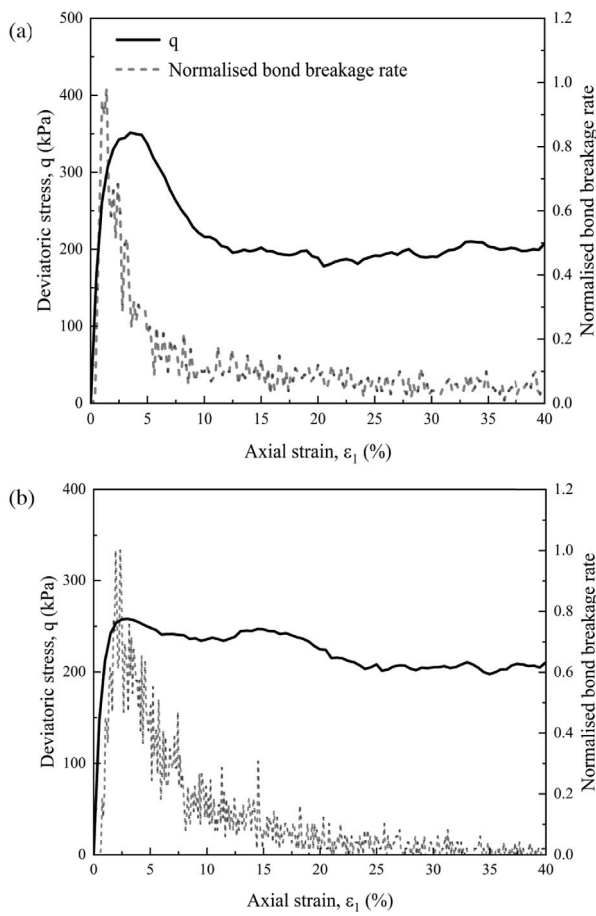 (a)
500
400
300
200
100
0
Deviatoric stress, q (kPa)
q
Normalised bond breakage rate
1.2
1.0
0.8
0.6
0.4
0.2
0.0
Normalised bond breakage rate
0 5 10 15 20 25 30 35 40
Axial strain, ε₁ (%)
(b)
400
300
200
100
0
Deviatoric stress, q (kPa)
1.2
1.0
0.8
0.6
0.4
0.2
0.0
Normalised bond breakage rate
0 5 10 15 20 25 30 35 40
Axial strain, ε₁ (%)